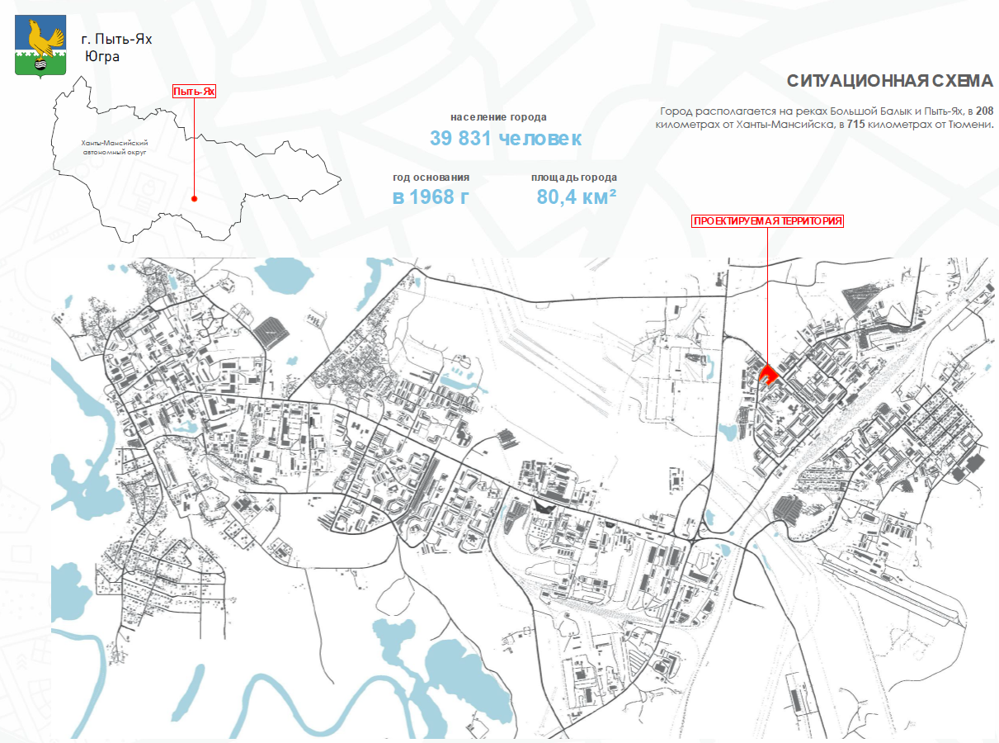 г. Пыть-Ях
Югра
Пыть-Ях
Ханты-Мансийский
автономный округ
население города
39 831 человек
год основания
в 1968 г
площадь города
80,4 км²
СИТУАЦИОННАЯ СХЕМА
Город располагается на реках Большой Балык и Пыть-Ях, в 208
километрах от Ханты-Мансийска, в 715 километрах от Тюмени.
ПРОЕКТИРУЕМАЯ ТЕРРИТОРИЯ